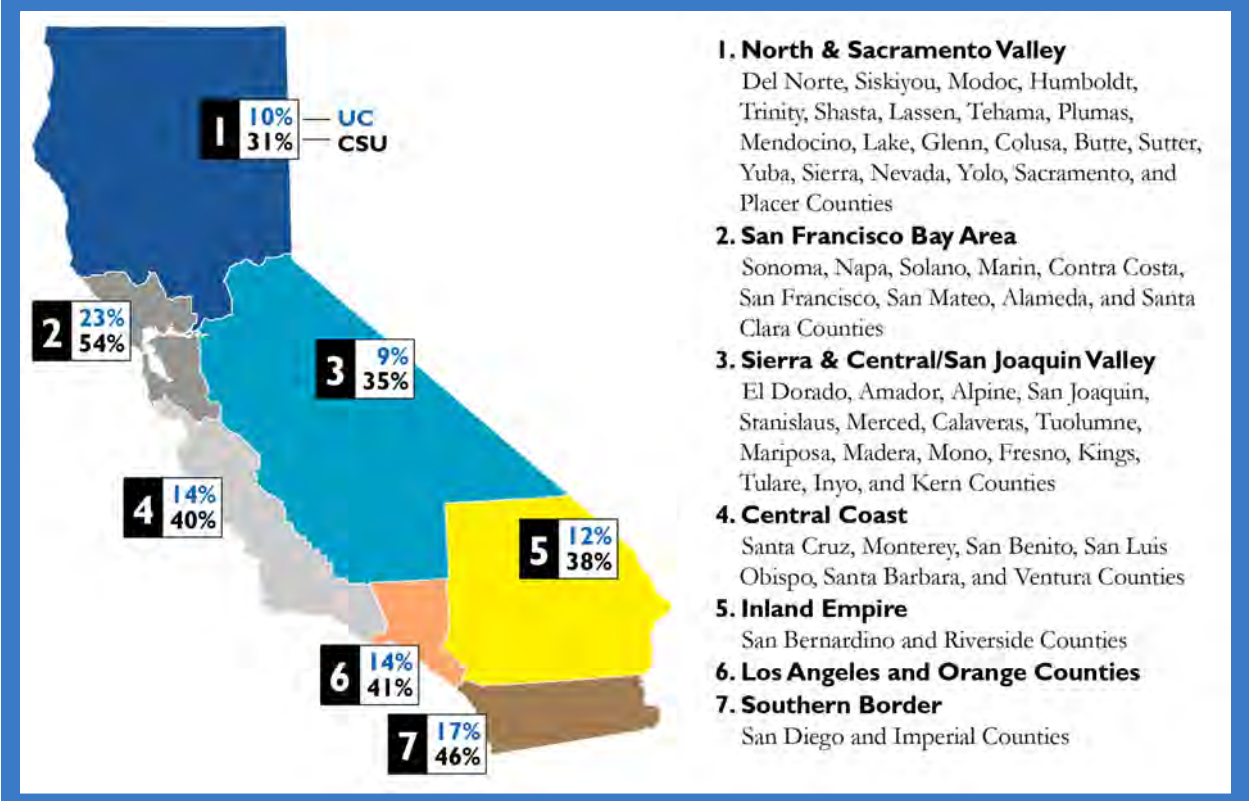 1
10%
31%
UC
CSU
2
23%
54%
3
9%
35%
4
14%
40%
5
12%
38%
6
14%
41%
7
17%
46%
1. North & Sacramento Valley
Del Norte, Siskiyou, Modoc, Humboldt,
Trinity, Shasta, Lassen, Tehama, Plumas,
Mendocino, Lake, Glenn, Colusa, Butte, Sutter,
Yuba, Sierra, Nevada, Yolo, Sacramento, and
Placer Counties
2. San Francisco Bay Area
Sonoma, Napa, Solano, Marin, Contra Costa,
San Francisco, San Mateo, Alameda, and Santa
Clara Counties
3. Sierra & Central/San Joaquin Valley
El Dorado, Amador, Alpine, San Joaquin,
Stanislaus, Merced, Calaveras, Tuolumne,
Mariposa, Madera, Mono, Fresno, Kings,
Tulare, Inyo, and Kern Counties
4. Central Coast
Santa Cruz, Monterey, San Benito, San Luis
Obispo, Santa Barbara, and Ventura Counties
5. Inland Empire
San Bernardino and Riverside Counties
6. Los Angeles and Orange Counties
7. Southern Border
San Diego and Imperial Counties